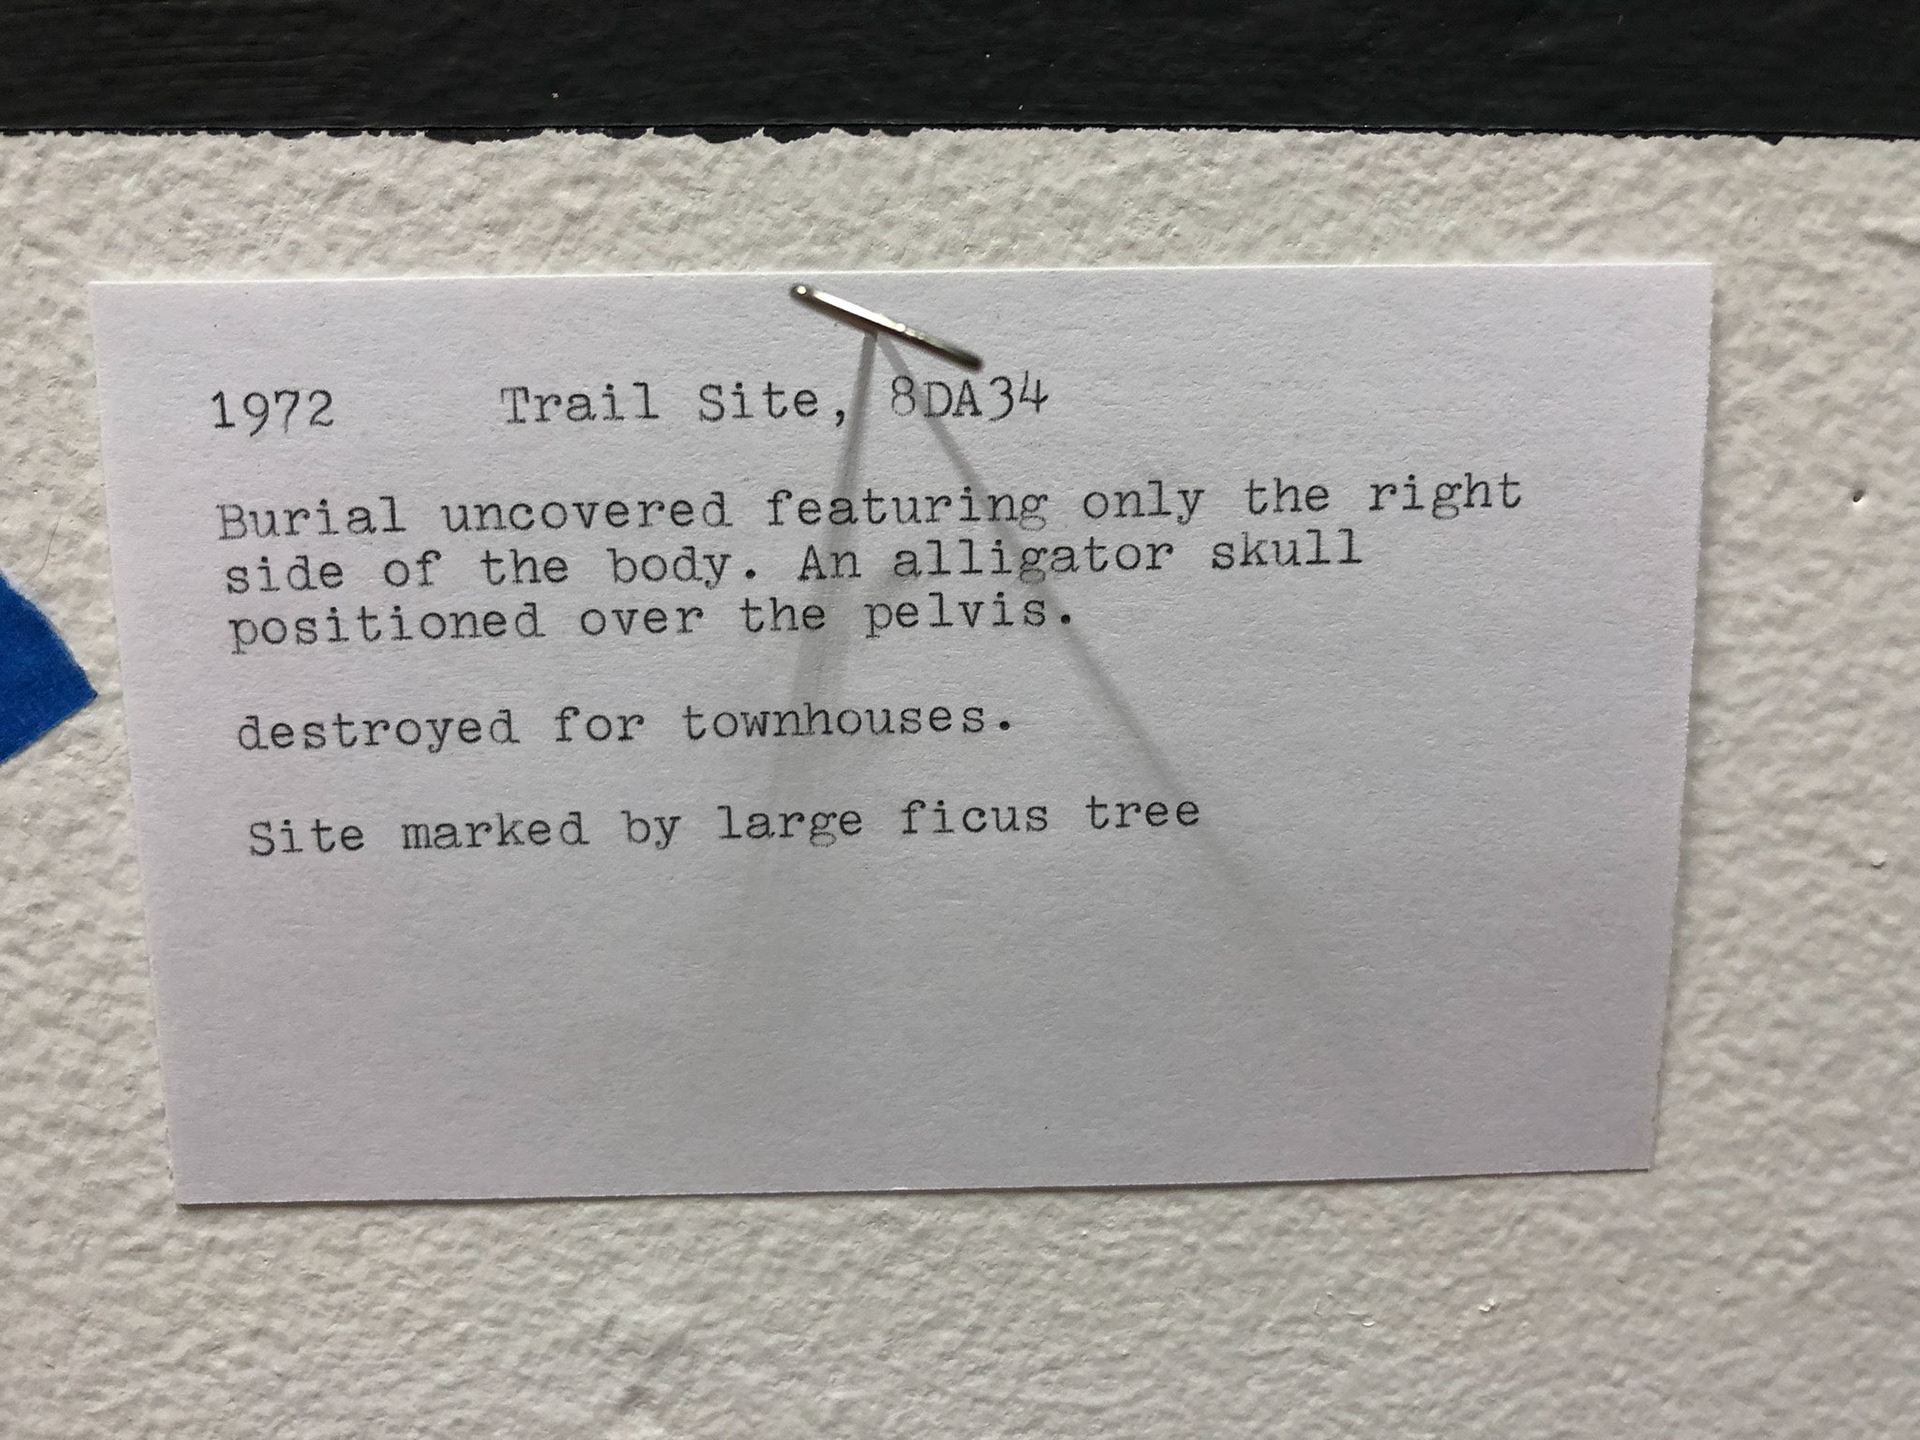 1972 Trail Site, 8DA34
Burial uncovered featuring only the right
side of the body. An alligator skull
positioned over the pelvis.
destroyed for townhouses.
Site marked by large ficus tree